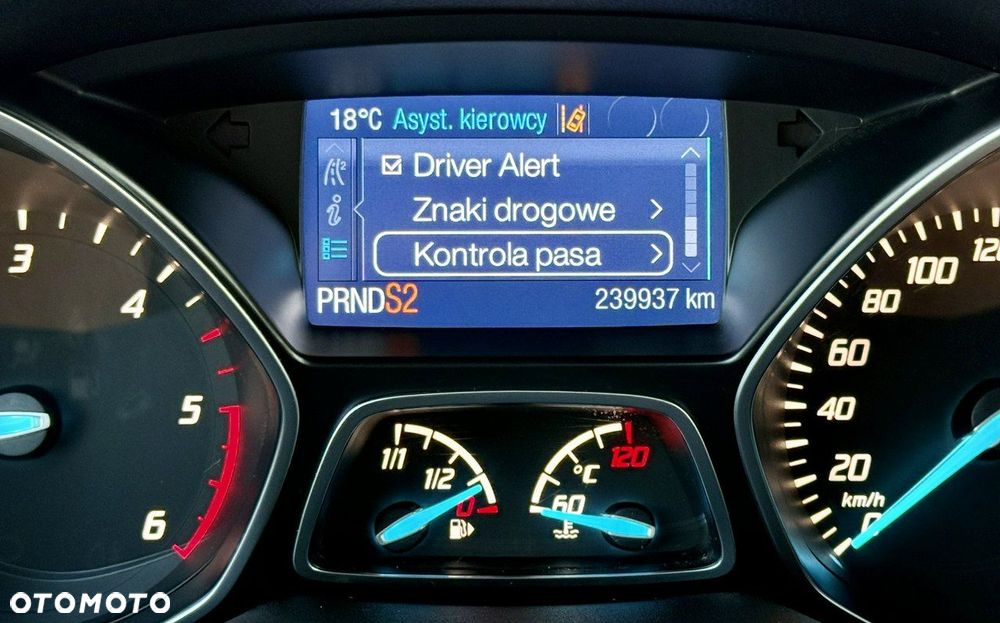 18°C Asyst. kierowcy
Driver Alert
Znaki drogowe
Kontrola pasa
PRNDS2
239937 km
3
4
5
6
1/1
1/2
0
°C
60
120
120
100
80
60
40
20
km/h
0
OTOMOTO